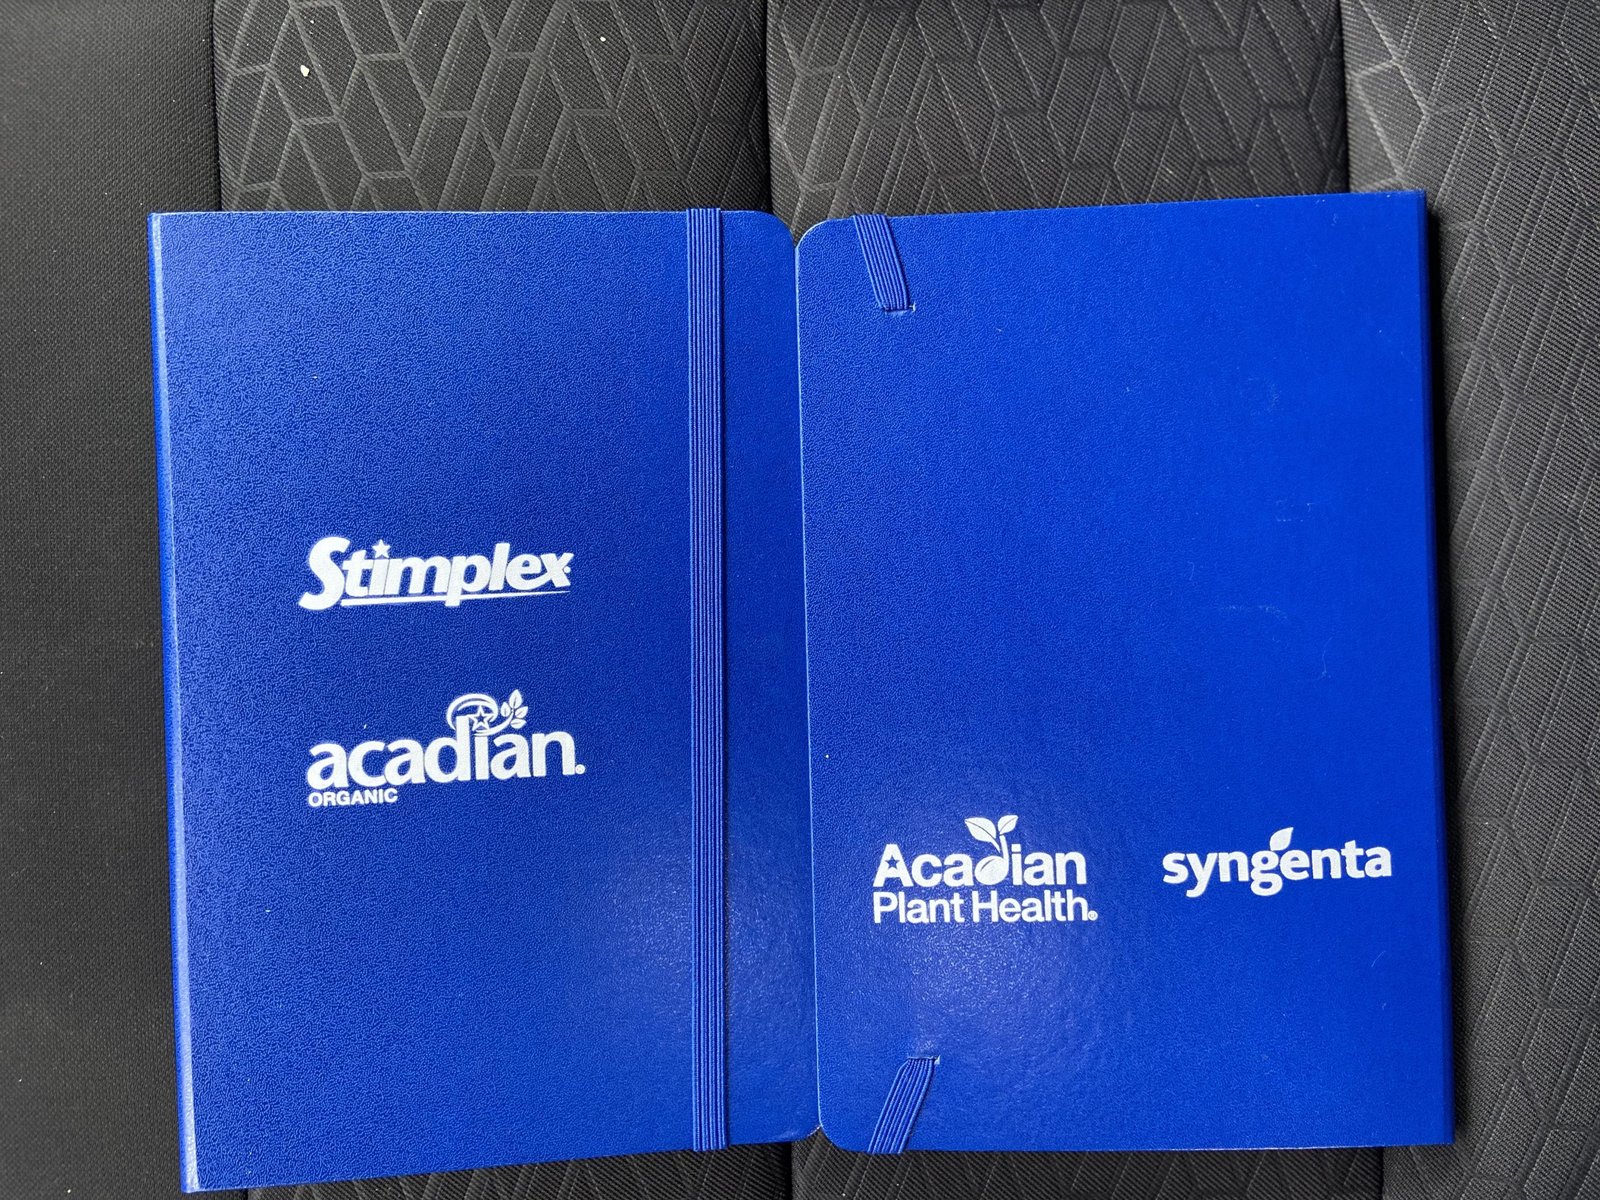 Stimplex
acadian.
ORGANIC
Acadian
Plant Health®
syngenta